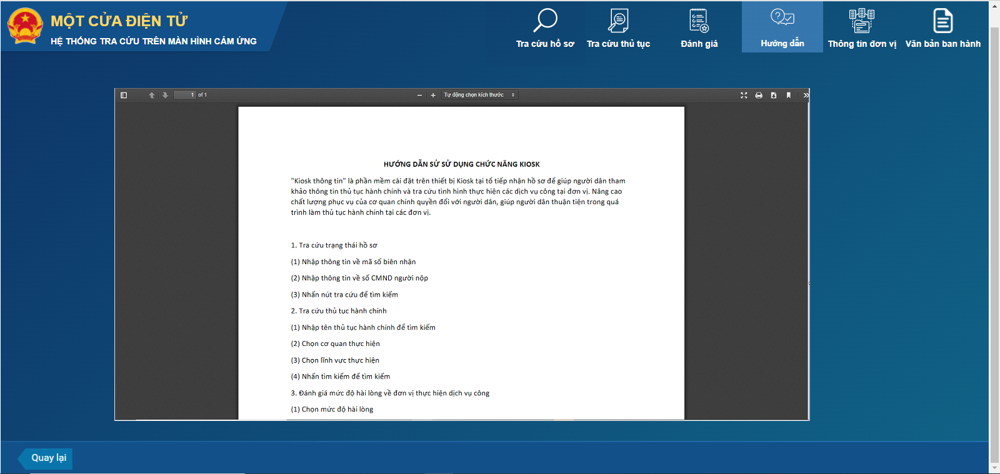 MỘT CỬA ĐIỆN TỬ
HỆ THỐNG TRA CỨU TRÊN MÀN HÌNH CẢM ỨNG
Tra cứu hồ sơ
Tra cứu thủ tục
Đánh giá
Hướng dẫn
Thông tin đơn vị
Văn bản ban hành
1 of 1
Tự động chọn kích thước
HƯỚNG DẪN SỬ SỬ DỤNG CHỨC NĂNG KIOSK
"Kiosk thông tin" là phần mềm cài đặt trên thiết bị Kiosk tại tổ tiếp nhận hồ sơ để giúp người dân tham
khảo thông tin thủ tục hành chính và tra cứu tình hình thực hiện các dịch vụ công tại đơn vị. Nâng cao
chất lượng phục vụ của cơ quan chính quyền đối với người dân, giúp người dân thuận tiện trong quá
trình làm thủ tục hành chính tại các đơn vị.
1. Tra cứu trạng thái hồ sơ
(1) Nhập thông tin về mã số biên nhận
(2) Nhập thông tin về số CMND người nộp
(3) Nhấn nút tra cứu để tìm kiếm
2. Tra cứu thủ tục hành chính
(1) Nhập tên thủ tục hành chính để tìm kiếm
(2) Chọn cơ quan thực hiện
(3) Chọn lĩnh vực thực hiện
(4) Nhấn tìm kiếm để tìm kiếm
3. Đánh giá mức độ hài lòng về đơn vị thực hiện dịch vụ công
(1) Chọn mức độ hài lòng
Quay lại